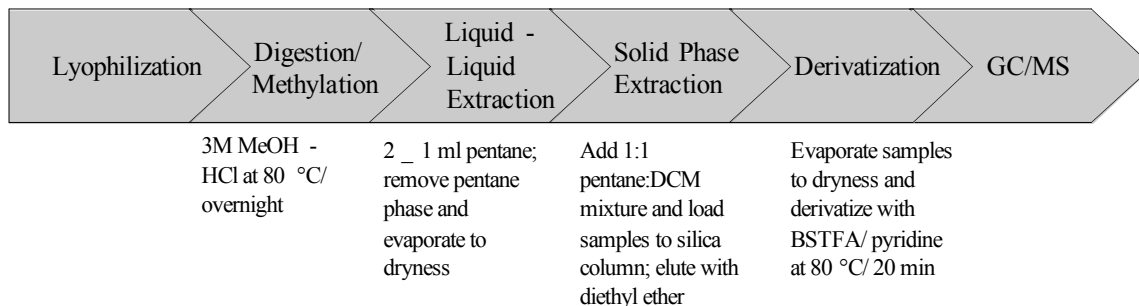 Lyophilization
Digestion/
Methylation
Liquid -
Liquid
Extraction
Solid Phase
Extraction
Derivatization
GC/MS
3M MeOH -
HCl at 80 °C/
overnight
2 _ 1 ml pentane;
remove pentane
phase and
evaporate to
dryness
Add 1:1
pentane:DCM
mixture and load
samples to silica
column; elute with
diethyl ether
Evaporate samples
to dryness and
derivatize with
BSTFA/ pyridine
at 80 °C/ 20 min